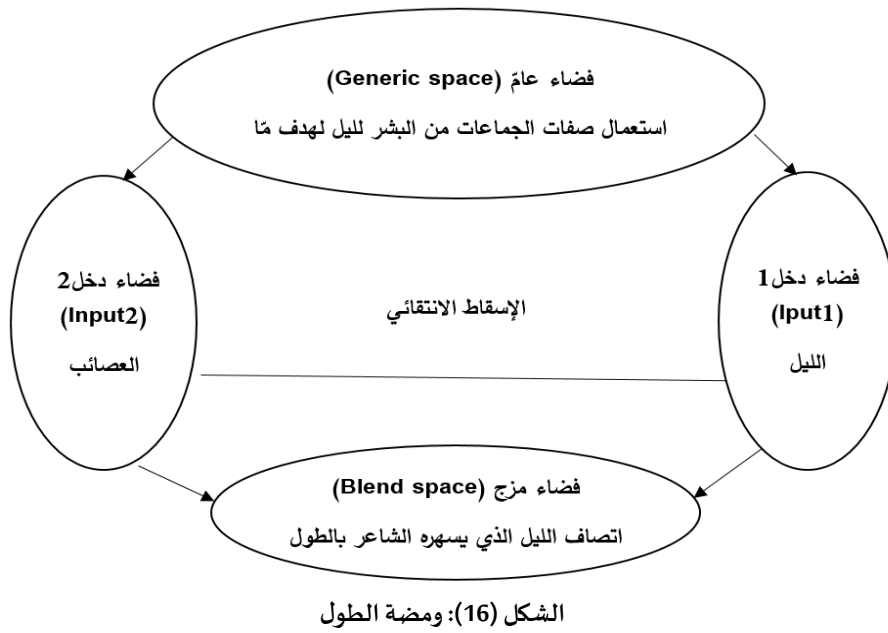 فضاء عامّ (Generic space)
استعمال صفات الجماعات من البشر لليل لهدف مّا
فضاء دخل1
(Iput1)
الليل
الإسقاط الانتقائي
فضاء دخل2
(Input2)
العصائب
فضاء مزج (Blend space)
اتصاف الليل الذي يسهره الشاعر بالطول
الشكل (16): ومضة الطول